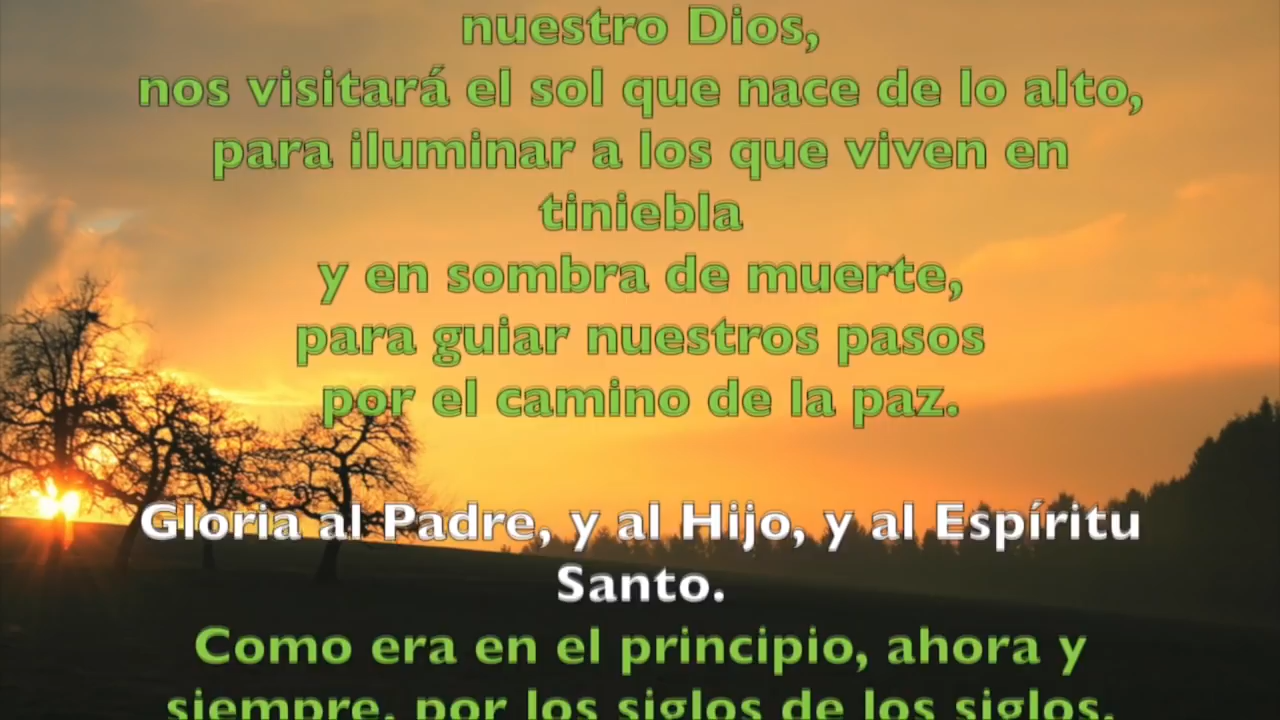 nuestro Dios,
nos visitará el sol que nace de lo alto,
para iluminar a los que viven en
tiniebla
y en sombra de muerte,
para guiar nuestros pasos
por el camino de la paz.
Gloria al Padre, y al Hijo, y al Espíritu
Santo.
Como era en el principio, ahora y
siempre, por los siglos de los siglos.